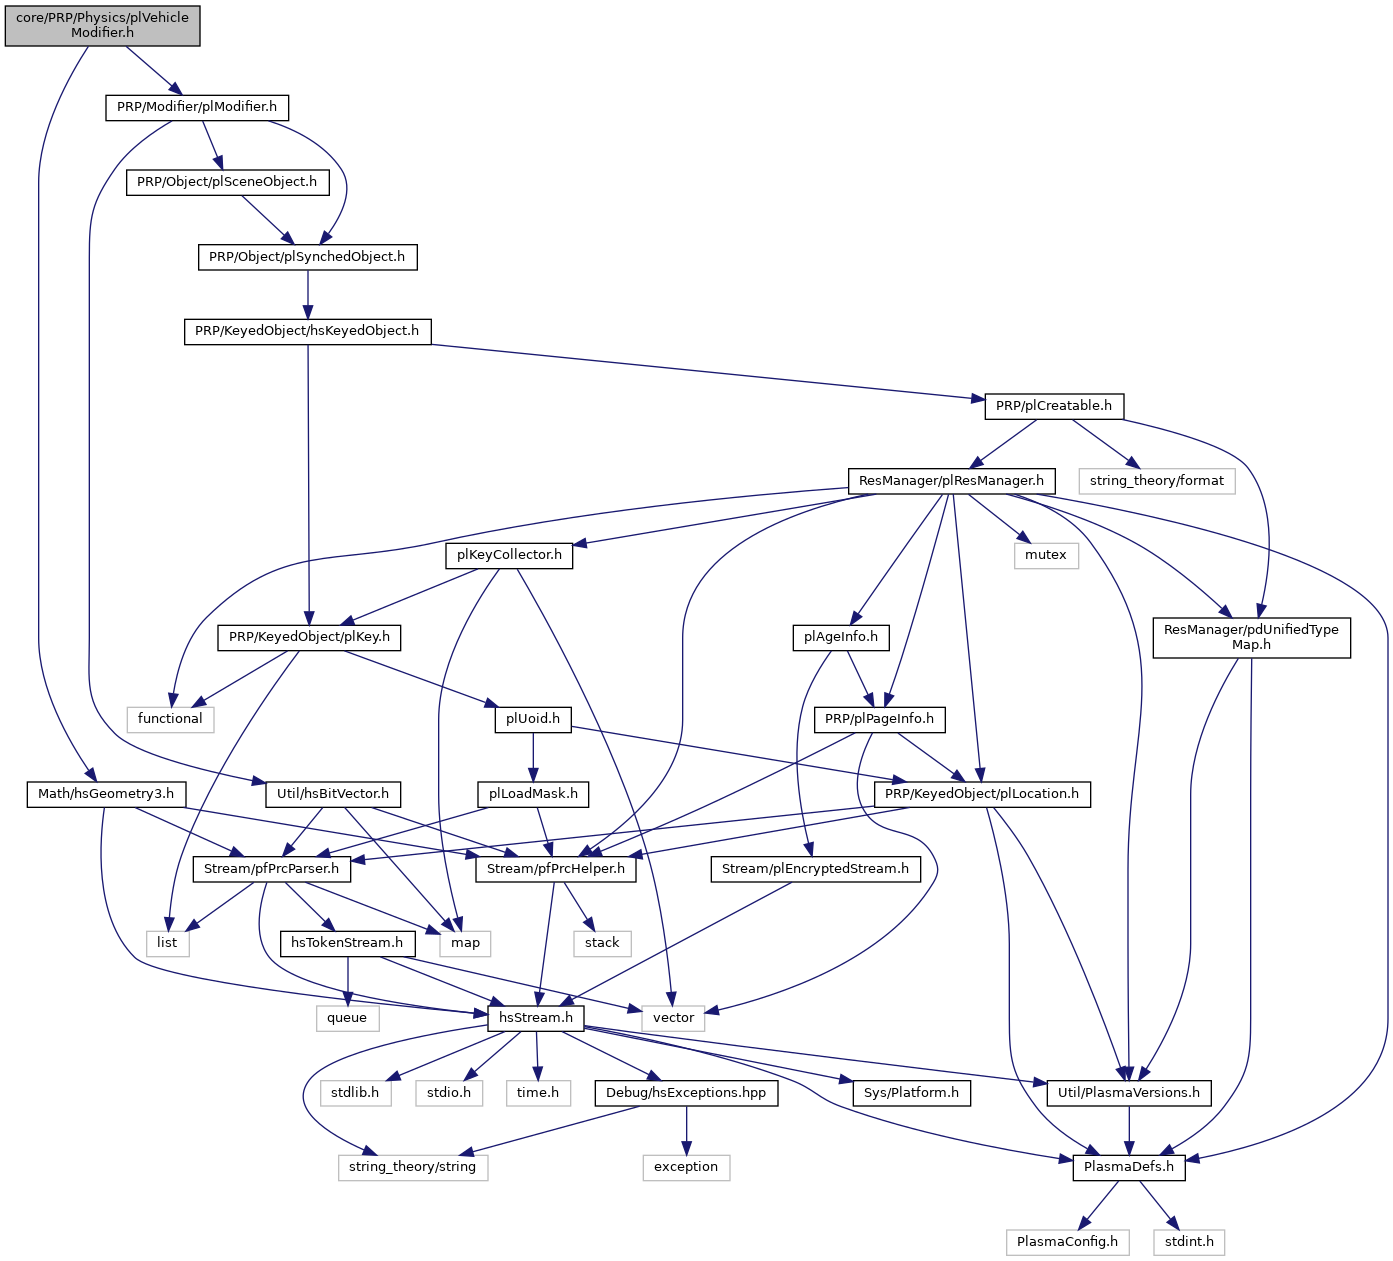 core/PRP/Physics/plVehicle
Modifier.h
PRP/Modifier/plModifier.h
PRP/Object/plSceneObject.h
PRP/Object/plSynchedObject.h
PRP/KeyedObject/hsKeyedObject.h
PRP/plCreatable.h
ResManager/plResManager.h
string_theory/format
plKeyCollector.h
mutex
PRP/KeyedObject/plKey.h
plAgeInfo.h
ResManager/pdUnifiedType
Map.h
functional
plUoid.h
PRP/plPageInfo.h
Math/hsGeometry3.h
Util/hsBitVector.h
plLoadMask.h
PRP/KeyedObject/plLocation.h
Stream/pfPrcParser.h
Stream/pfPrcHelper.h
Stream/plEncryptedStream.h
list
hsTokenStream.h
map
stack
queue
hsStream.h
vector
stdlib.h
stdio.h
time.h
Debug/hsExceptions.hpp
Sys/Platform.h
Util/PlasmaVersions.h
string_theory/string
exception
PlasmaDefs.h
PlasmaConfig.h
stdint.h